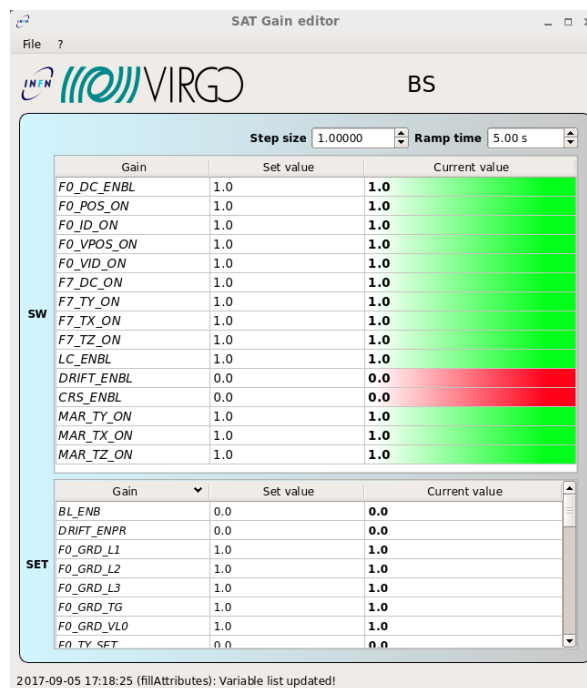 SAT Gain editor
File ?
INFN VIRGO BS
Step size 1.00000 Ramp time 5.00 s
Gain Set value Current value
F0_DC_ENBL 1.0 1.0
F0_POS_ON 1.0 1.0
F0_ID_ON 1.0 1.0
F0_VPOS_ON 1.0 1.0
F0_VID_ON 1.0 1.0
F7_DC_ON 1.0 1.0
F7_TY_ON 1.0 1.0
SW
F7_TX_ON 1.0 1.0
F7_TZ_ON 1.0 1.0
LC_ENBL 1.0 1.0
DRIFT_ENBL 0.0 0.0
CRS_ENBL 0.0 0.0
MAR_TY_ON 1.0 1.0
MAR_TX_ON 1.0 1.0
MAR_TZ_ON 1.0 1.0
Gain Set value Current value
BL_ENB 0.0 0.0
DRIFT_ENPR 0.0 0.0
F0_GRD_L1 1.0 1.0
SET
F0_GRD_L2 1.0 1.0
F0_GRD_L3 1.0 1.0
F0_GRD_TG 1.0 1.0
F0_GRD_VL0 1.0 1.0
F0_TY_SET 0.0 0.0
2017-09-05 17:18:25 (fillAttributes): Variable list updated!